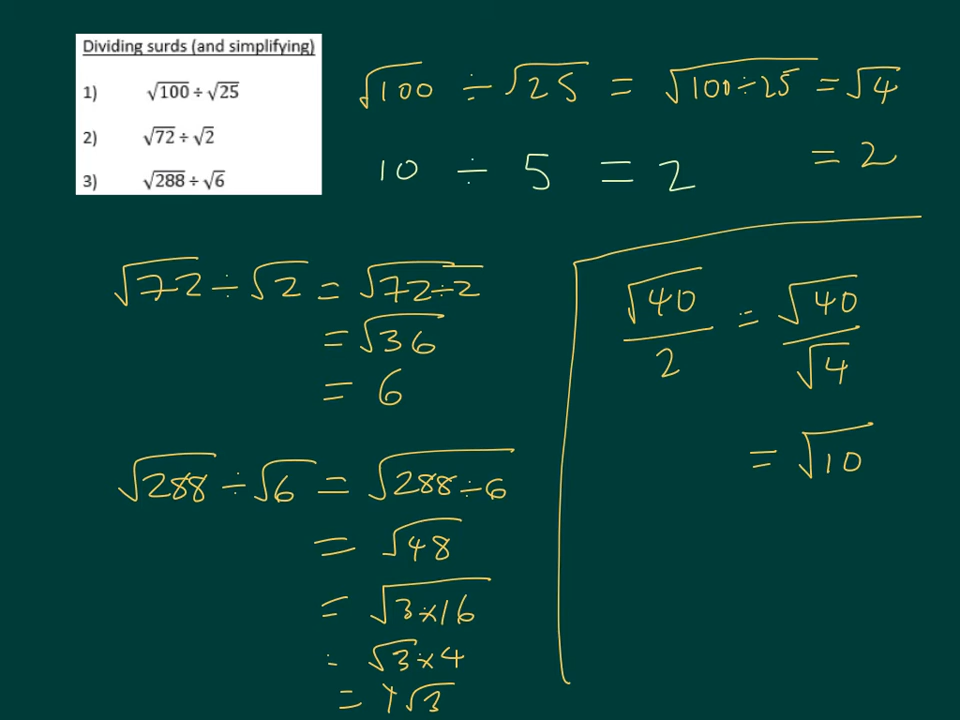 Dividing surds (and simplifying)
1) √100 ÷ √25
2) √72 ÷ √2
3) √288 ÷ √6
√100 ÷ √25 = √100÷25 = √4
= 2
10 ÷ 5 = 2
√72 ÷ √2 = √72÷2
= √36
= 6
√288 ÷ √6 = √288÷6
= √48
= √3×16
= √3×4
= √3
√40/2 = √40/√4
= √10